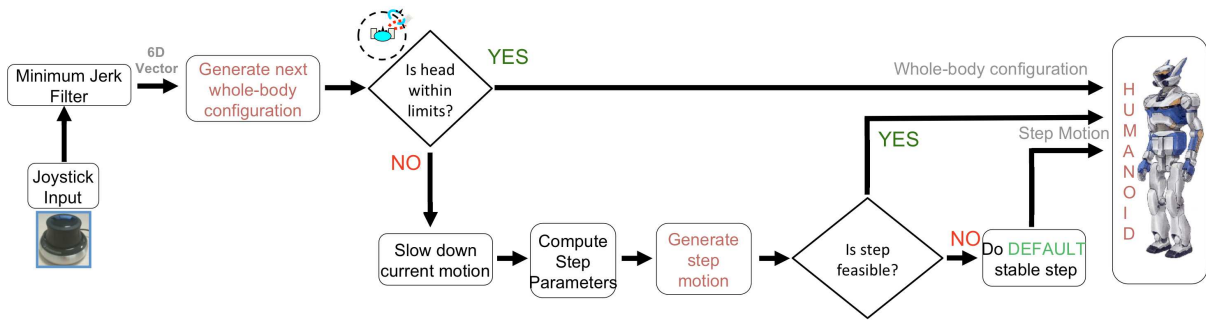 Minimum Jerk
Filter
6D
Vector
Generate next
whole-body
configuration
Is head
within
limits?
YES
Whole-body configuration
NO
Joystick
Input
Slow down
current motion
Compute
Step
Parameters
Generate
step
motion
Is step
feasible?
YES
NO
Do DEFAULT
stable step
Step Motion
HUMANOID